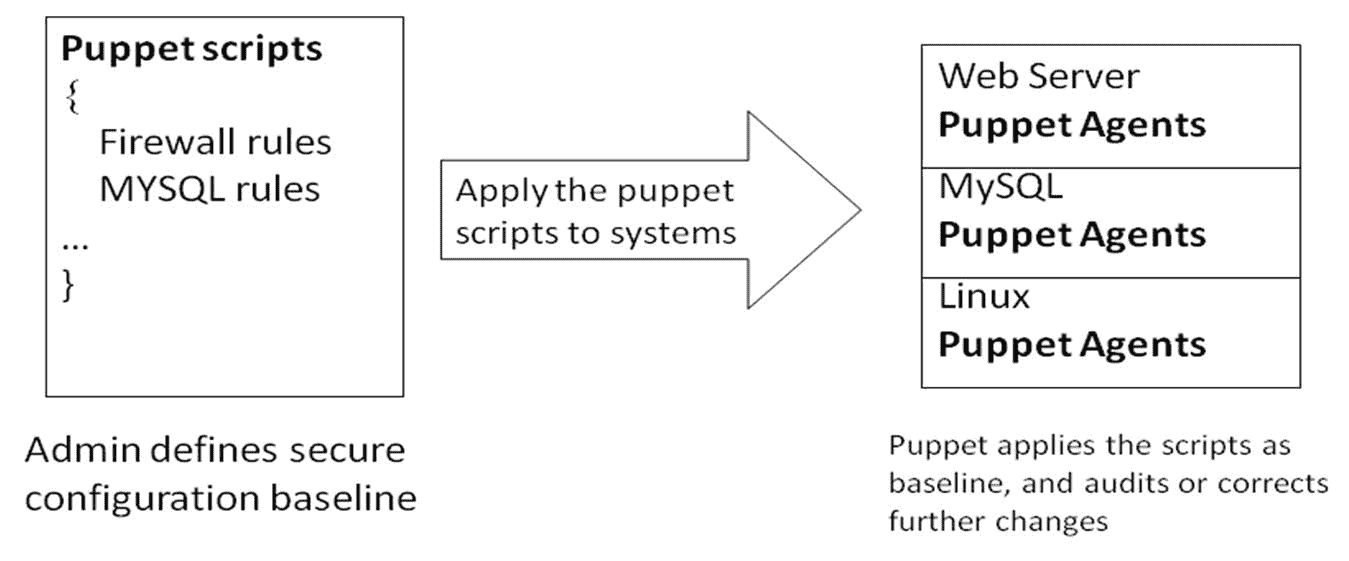 Puppet scripts
{
Firewall rules
MYSQL rules
...
}
Admin defines secure
configuration baseline
Apply the puppet
scripts to systems
Web Server
Puppet Agents
MySQL
Puppet Agents
Linux
Puppet Agents
Puppet applies the scripts as
baseline, and audits or corrects
further changes